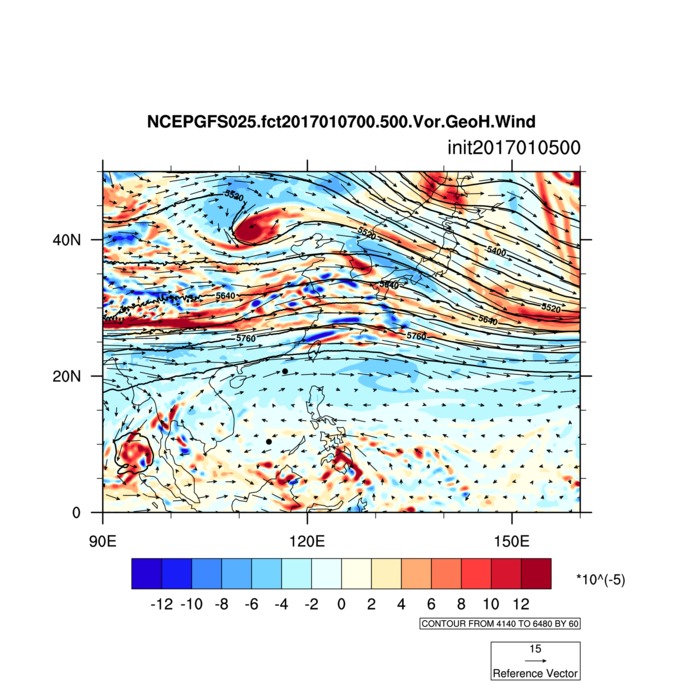 NCEPGFS025.fct2017010700.500.Vor.GeoH.Wind
init2017010500
5520
5520
5400
40N
5640
5640
5520
5640
5760
5760
20N
0
90E 120E 150E
-12 -10 -8 -6 -4 -2 0 2 4 6 8 10 12
*10^(-5)
CONTOUR FROM 4140 TO 6480 BY 60
15
Reference Vector